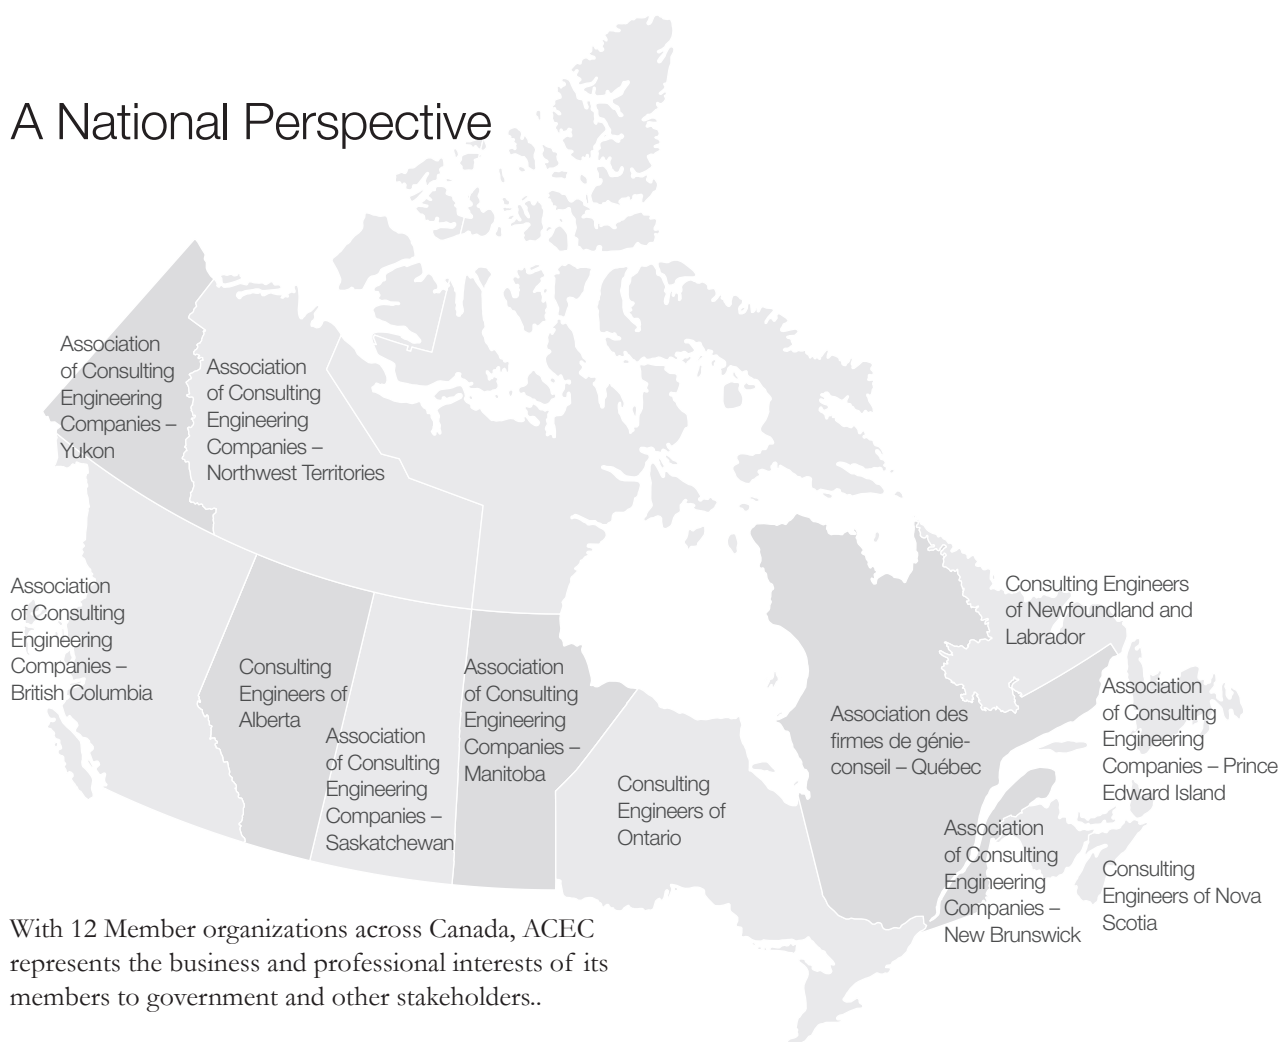 A National Perspective
Association
of Consulting
Engineering
Companies –
Yukon
Association
of Consulting
Engineering
Companies –
Northwest Territories
Association
of Consulting
Engineering
Companies –
British Columbia
Consulting
Engineers of
Alberta
Association
of Consulting
Engineering
Companies –
Saskatchewan
Association
of Consulting
Engineering
Companies –
Manitoba
Consulting
Engineers of
Ontario
Association des
firmes de génie-
conseil – Québec
Consulting Engineers
of Newfoundland and
Labrador
Association
of Consulting
Engineering
Companies – Prince
Edward Island
Association
of Consulting
Engineering
Companies –
New Brunswick
Consulting
Engineers of Nova
Scotia
With 12 Member organizations across Canada, ACEC
represents the business and professional interests of its
members to government and other stakeholders..